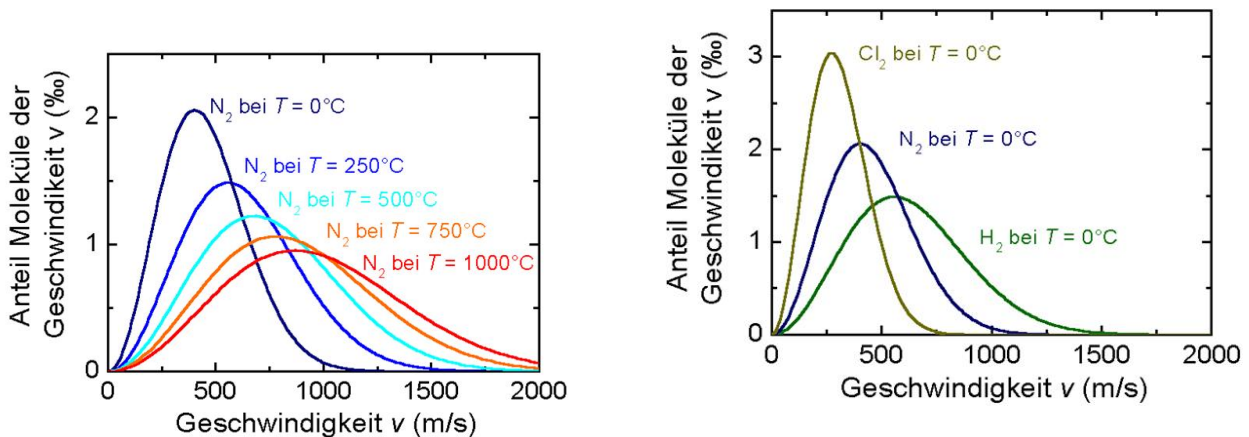 Anteil Moleküle der
Geschwindikeit v (‰)
2
1
0
N2 bei T = 0°C
N2 bei T = 250°C
N2 bei T = 500°C
N2 bei T = 750°C
N2 bei T = 1000°C
0 500 1000 1500 2000
Geschwindigkeit v (m/s)
Anteil Moleküle der
Geschwindigkeit v (‰)
3
2
1
0
Cl2 bei T = 0°C
N2 bei T = 0°C
H2 bei T = 0°C
0 500 1000 1500 2000
Geschwindigkeit v (m/s)